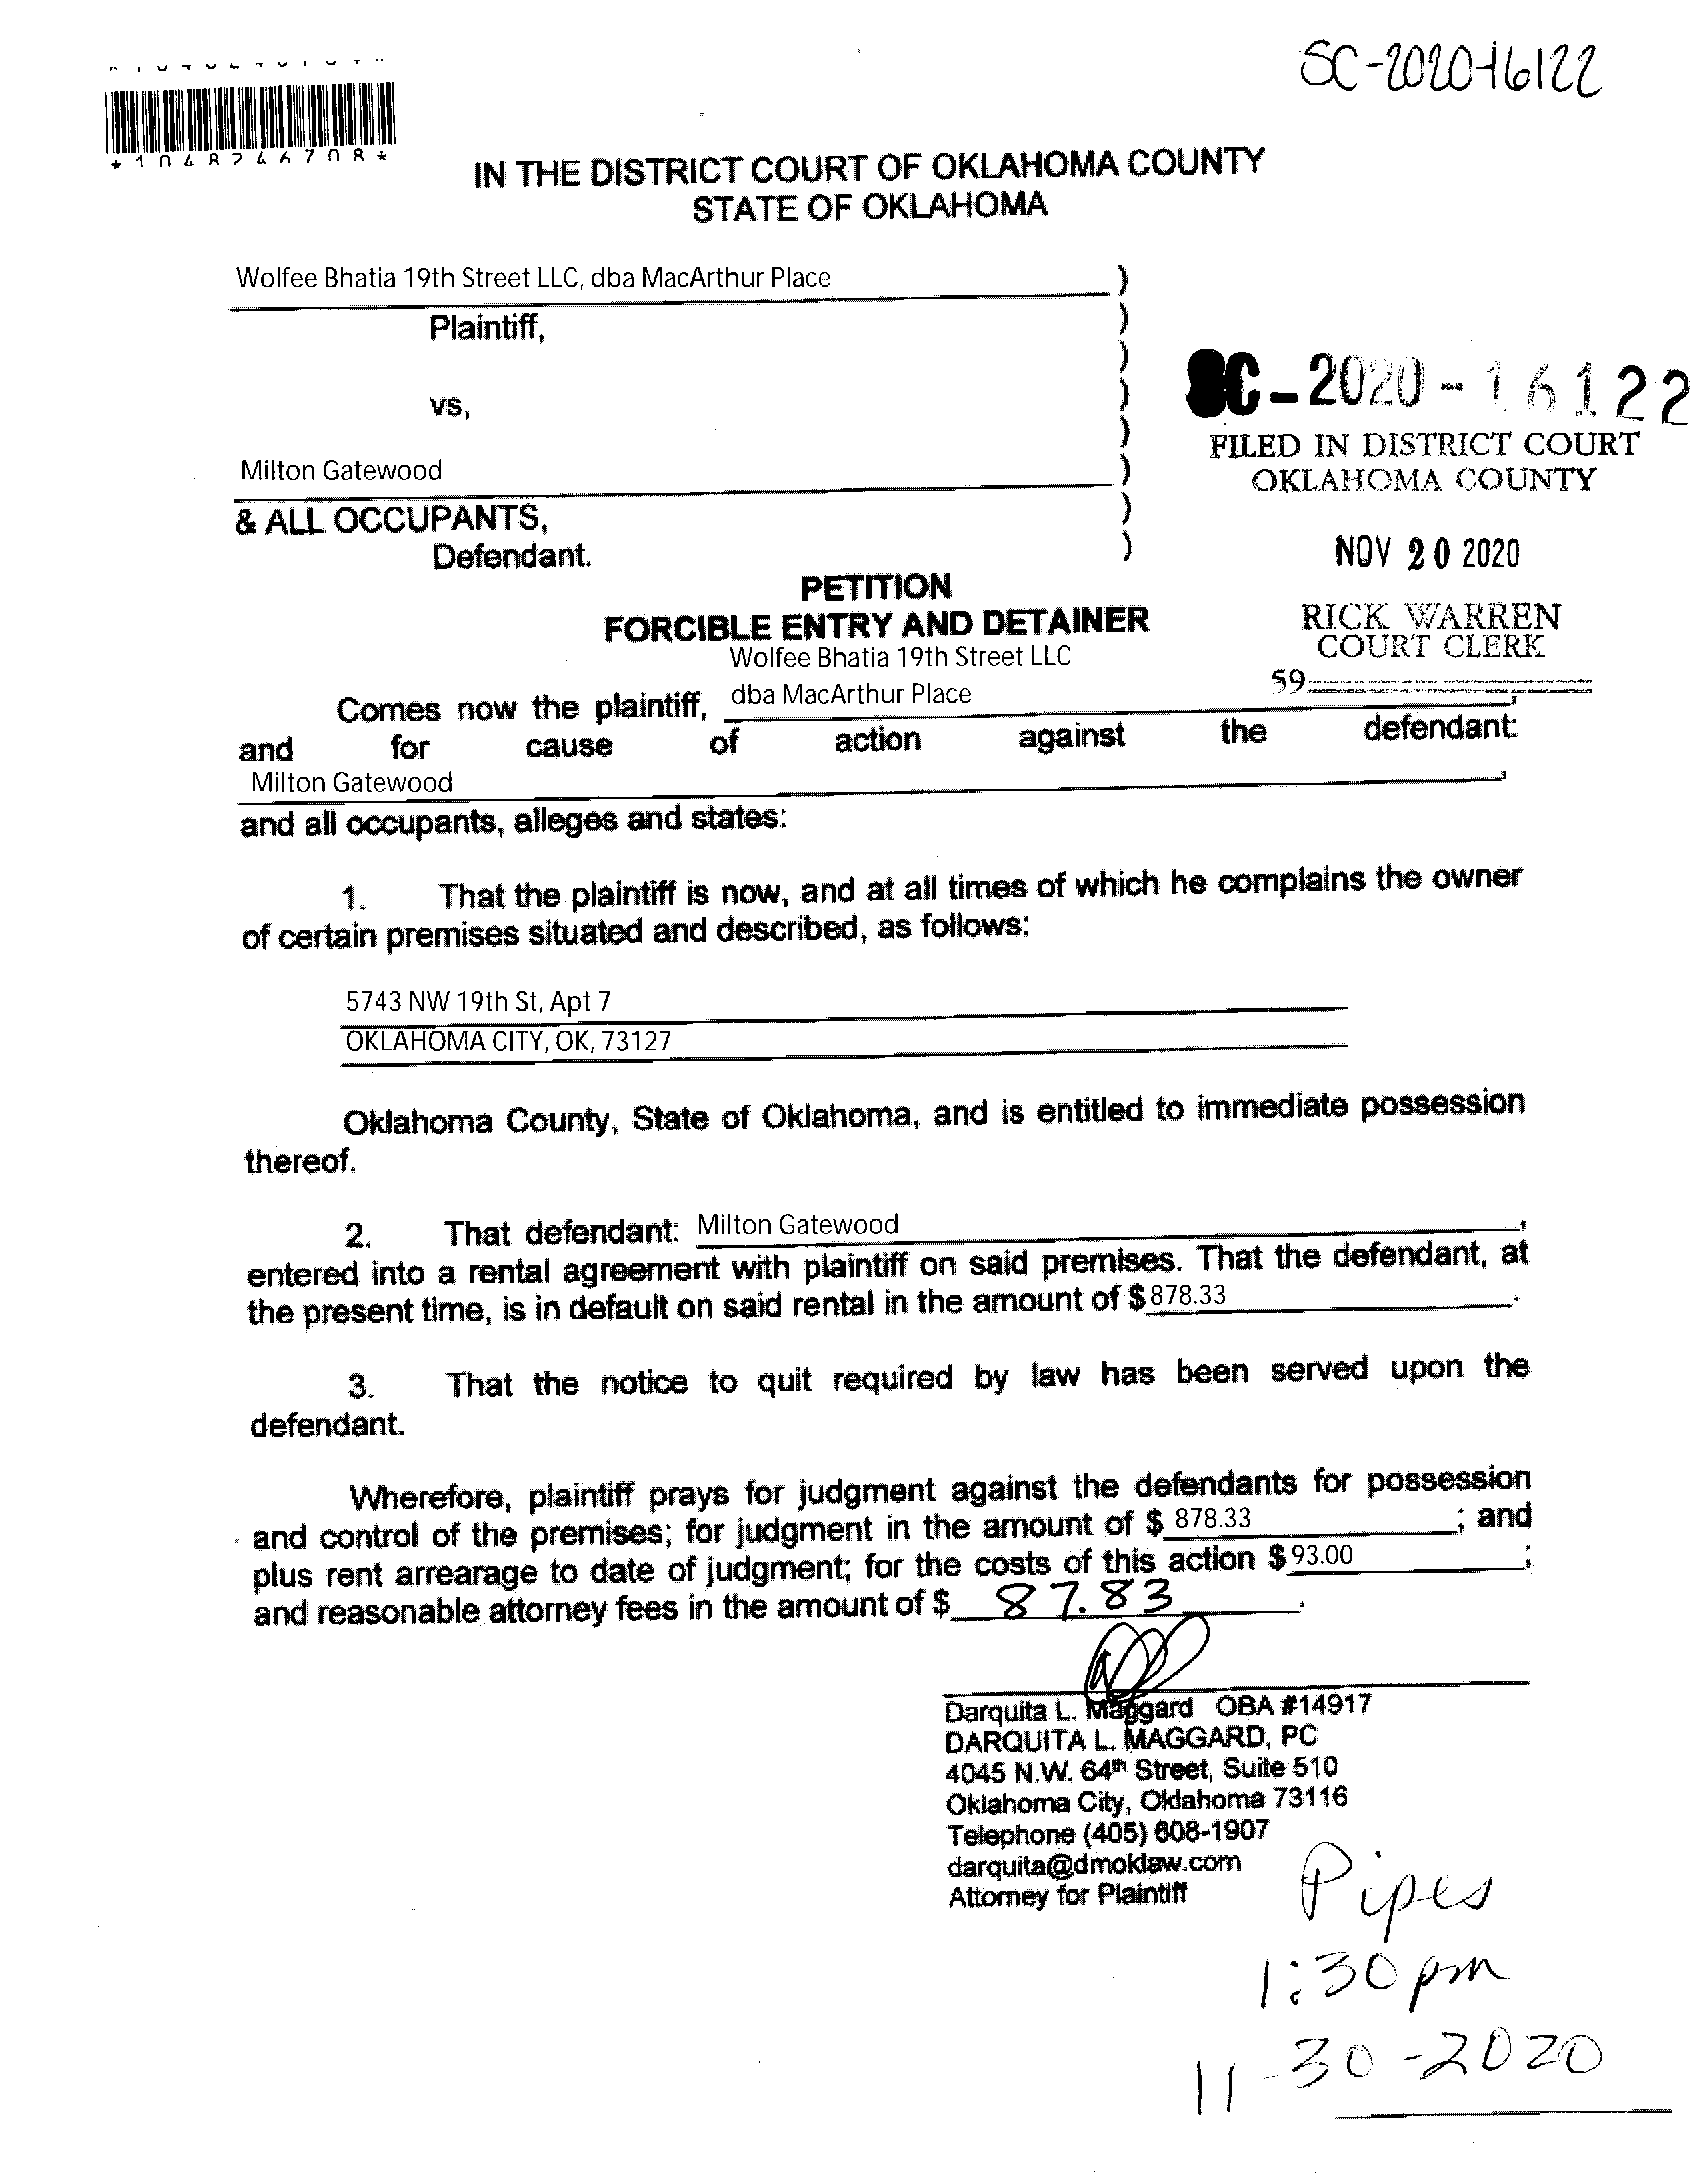 SC-2020-16122
*1048246708*
IN THE DISTRICT COURT OF OKLAHOMA COUNTY
STATE OF OKLAHOMA
Wolfee Bhatia 19th Street LLC, dba MacArthur Place )
Plaintiff, )
)
vs, )
)
Milton Gatewood )
& ALL OCCUPANTS, )
Defendant. )
SC-2020-16122
FILED IN DISTRICT COURT
OKLAHOMA COUNTY
NOV 20 2020
RICK WARREN
COURT CLERK
59
PETITION
FORCIBLE ENTRY AND DETAINER
Wolfee Bhatia 19th Street LLC
Comes now the plaintiff, dba MacArthur Place,
and for cause of action against the defendant:
Milton Gatewood,
and all occupants, alleges and states:
1. That the plaintiff is now, and at all times of which he complains the owner
of certain premises situated and described, as follows:
5743 NW 19th St, Apt 7
OKLAHOMA CITY, OK, 73127
Oklahoma County, State of Oklahoma, and is entitled to immediate possession
thereof.
2. That defendant: Milton Gatewood,
entered into a rental agreement with plaintiff on said premises. That the defendant, at
the present time, is in default on said rental in the amount of $878.33.
3. That the notice to quit required by law has been served upon the
defendant.
Wherefore, plaintiff prays for judgment against the defendants for possession
and control of the premises; for judgment in the amount of $ 878.33; and
plus rent arrearage to date of judgment; for the costs of this action $93.00;
and reasonable attorney fees in the amount of $ 87.83.
Darquita L. Maggard OBA #14917
DARQUITA L. MAGGARD, PC
4045 N.W. 64th Street, Suite 510
Oklahoma City, Oklahoma 73116
Telephone (405) 608-1907
darquita@dmoklaw.com
Attorney for Plaintiff
Pipes
1:30 pm
11-30-2020